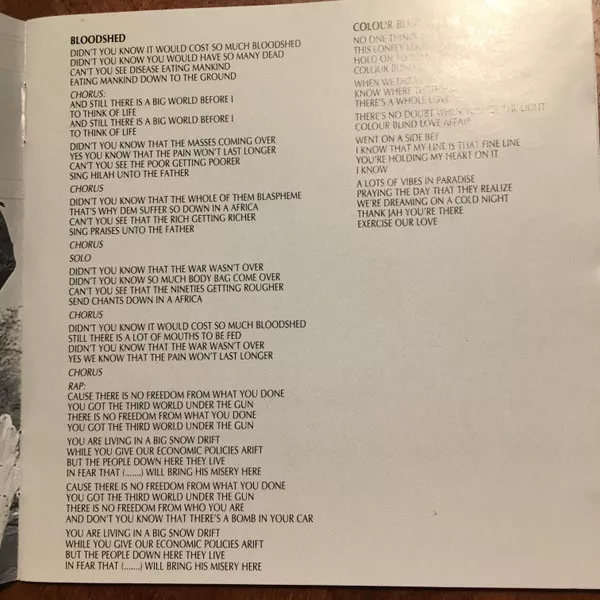 BLOODSHED
DIDN'T YOU KNOW IT WOULD COST SO MUCH BLOODSHED
DIDN'T YOU KNOW YOU WOULD HAVE SO MANY DEAD
CAN'T YOU SEE DISEASE EATING MANKIND
EATING MANKIND DOWN TO THE GROUND
CHORUS:
AND STILL THERE IS A BIG WORLD BEFORE I
TO THINK OF LIFE
AND STILL THERE IS A BIG WORLD BEFORE I
TO THINK OF LIFE
DIDN'T YOU KNOW THAT THE MASSES COMING OVER
YES YOU KNOW THAT THE PAIN WON'T LAST LONGER
CAN'T YOU SEE THE POOR GETTING POORER
SING HILAH UNTO THE FATHER
CHORUS
DIDN'T YOU KNOW THAT THE WHOLE OF THEM BLASPHEME
THAT'S WHY DEM SUFFER SO DOWN IN A AFRICA
CAN'T YOU SEE THAT THE RICH GETTING RICHER
SING PRAISES UNTO THE FATHER
CHORUS
SOLO
DIDN'T YOU KNOW THAT THE WAR WASN'T OVER
DIDN'T YOU KNOW SO MUCH BODY BAG COME OVER
CAN'T YOU SEE THAT THE NINETIES GETTING ROUGHER
SEND CHANTS DOWN IN A AFRICA
CHORUS
DIDN'T YOU KNOW IT WOULD COST SO MUCH BLOODSHED
STILL THERE IS A LOT OF MOUTHS TO BE FED
DIDN'T YOU KNOW THAT THE WAR WASN'T OVER
YES WE KNOW THAT THE PAIN WON'T LAST LONGER
CHORUS
RAP:
CAUSE THERE IS NO FREEDOM FROM WHAT YOU DONE
YOU GOT THE THIRD WORLD UNDER THE GUN
THERE IS NO FREEDOM FROM WHAT YOU DONE
YOU GOT THE THIRD WORLD UNDER THE GUN
YOU ARE LIVING IN A BIG SNOW DRIFT
WHILE YOU GIVE OUR ECONOMIC POLICIES ARIFT
BUT THE PEOPLE DOWN HERE THEY LIVE
IN FEAR THAT (.......) WILL BRING HIS MISERY HERE
CAUSE THERE IS NO FREEDOM FROM WHAT YOU DONE
YOU GOT THE THIRD WORLD UNDER THE GUN
THERE IS NO FREEDOM FROM WHO YOU ARE
AND DON'T YOU KNOW THAT THERE'S A BOMB IN YOUR CAR
YOU ARE LIVING IN A BIG SNOW DRIFT
WHILE YOU GIVE OUR ECONOMIC POLICIES ARIFT
BUT THE PEOPLE DOWN HERE THEY LIVE
IN FEAR THAT (.......) WILL BRING HIS MISERY HERE
COLOUR
NO ONE THINKS
THIS LONELY
HOLD ON TO
COLOUR BLIND
WHEN WE
KNOW WHERE
THERE'S A WHOLE LOVE
THERE'S NO DOUBT WHEN THE LIGHT
COLOUR BLIND LOVE AFFAIR
WENT ON A SIDE BET
I KNOW THAT MY LINE IS THAT FINE LINE
YOU'RE HOLDING MY HEART ON IT
I KNOW
A LOTS OF VIBES IN PARADISE
PRAYING THE DAY THAT THEY REALIZE
WE'RE DREAMING ON A COLD NIGHT
THANK JAH YOU'RE THERE
EXERCISE OUR LOVE